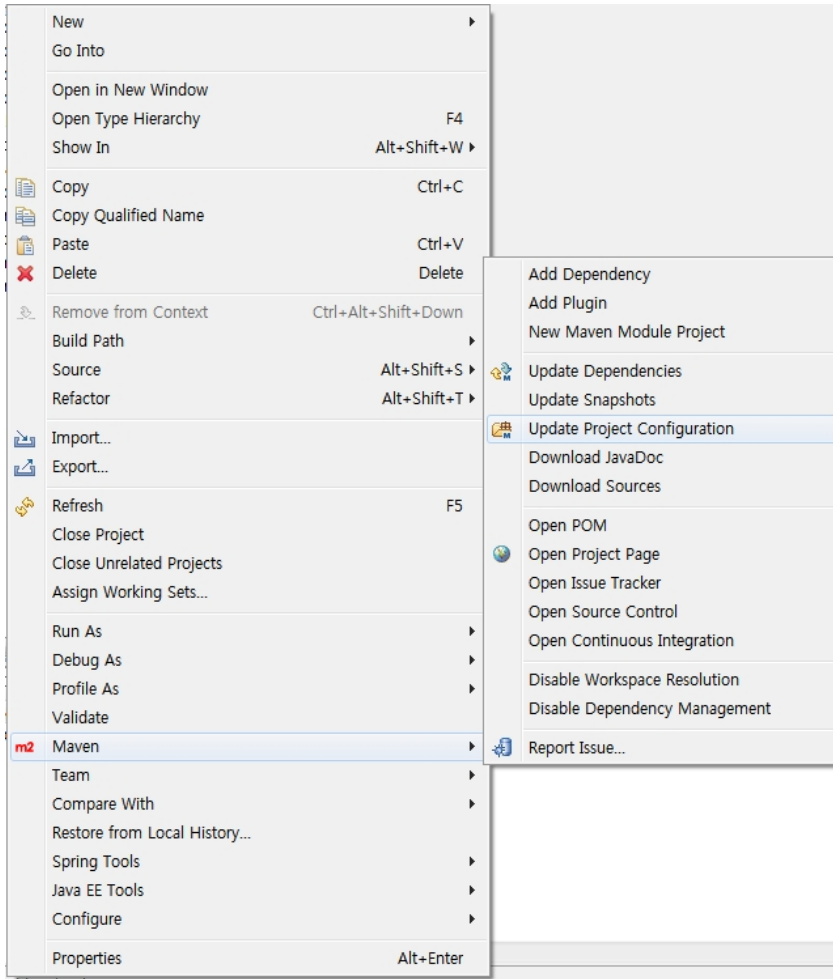 New
Go Into
Open in New Window
Open Type Hierarchy F4
Show In Alt+Shift+W
Copy Ctrl+C
Copy Qualified Name
Paste Ctrl+V
Delete Delete
Remove from Context Ctrl+Alt+Shift+Down
Build Path
Source Alt+Shift+S
Refactor Alt+Shift+T
Import...
Export...
Refresh F5
Close Project
Close Unrelated Projects
Assign Working Sets...
Run As
Debug As
Profile As
Validate
m2 Maven
Team
Compare With
Restore from Local History...
Spring Tools
Java EE Tools
Configure
Properties Alt+Enter
Add Dependency
Add Plugin
New Maven Module Project
Update Dependencies
Update Snapshots
Update Project Configuration
Download JavaDoc
Download Sources
Open POM
Open Project Page
Open Issue Tracker
Open Source Control
Open Continuous Integration
Disable Workspace Resolution
Disable Dependency Management
Report Issue...